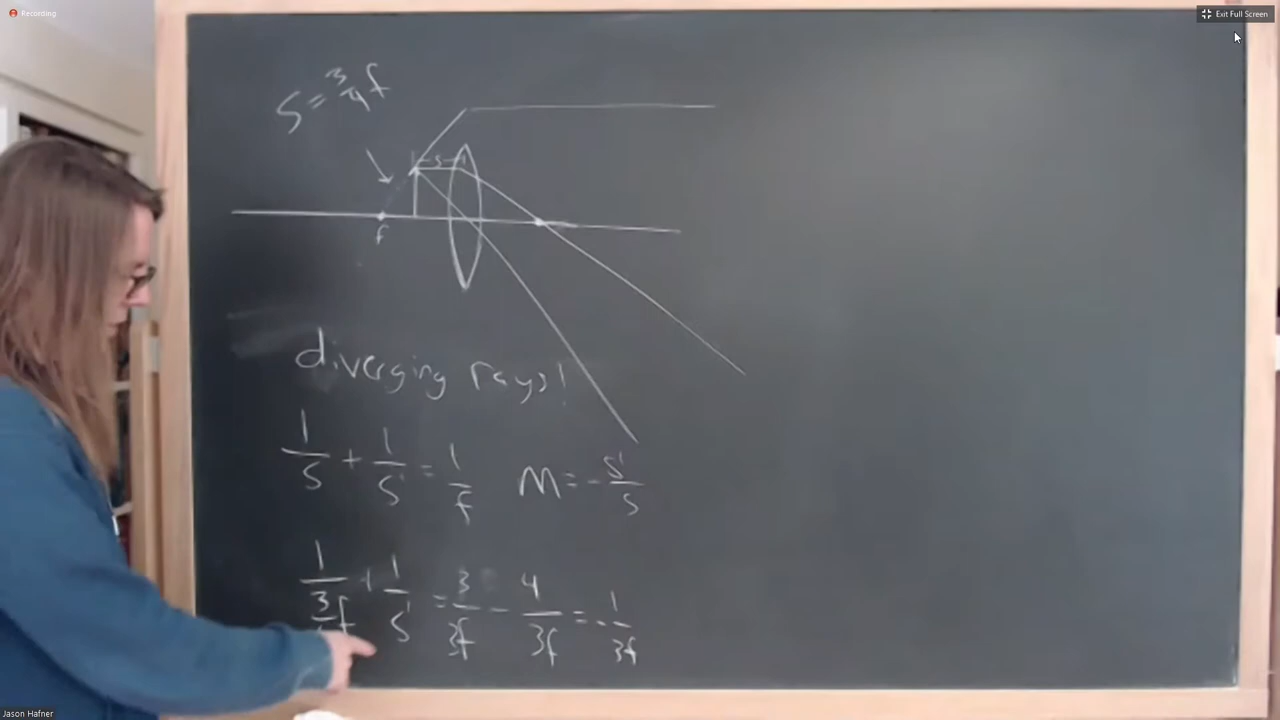 Recording
Exit Full Screen
S = 3/4 f
s
f
diverging rays!
1/S + 1/S' = 1/f    M = - S'/S
1/(3f/4) + 1/S' = 3/3f - 4/3f = - 1/3f
Jason Hafner